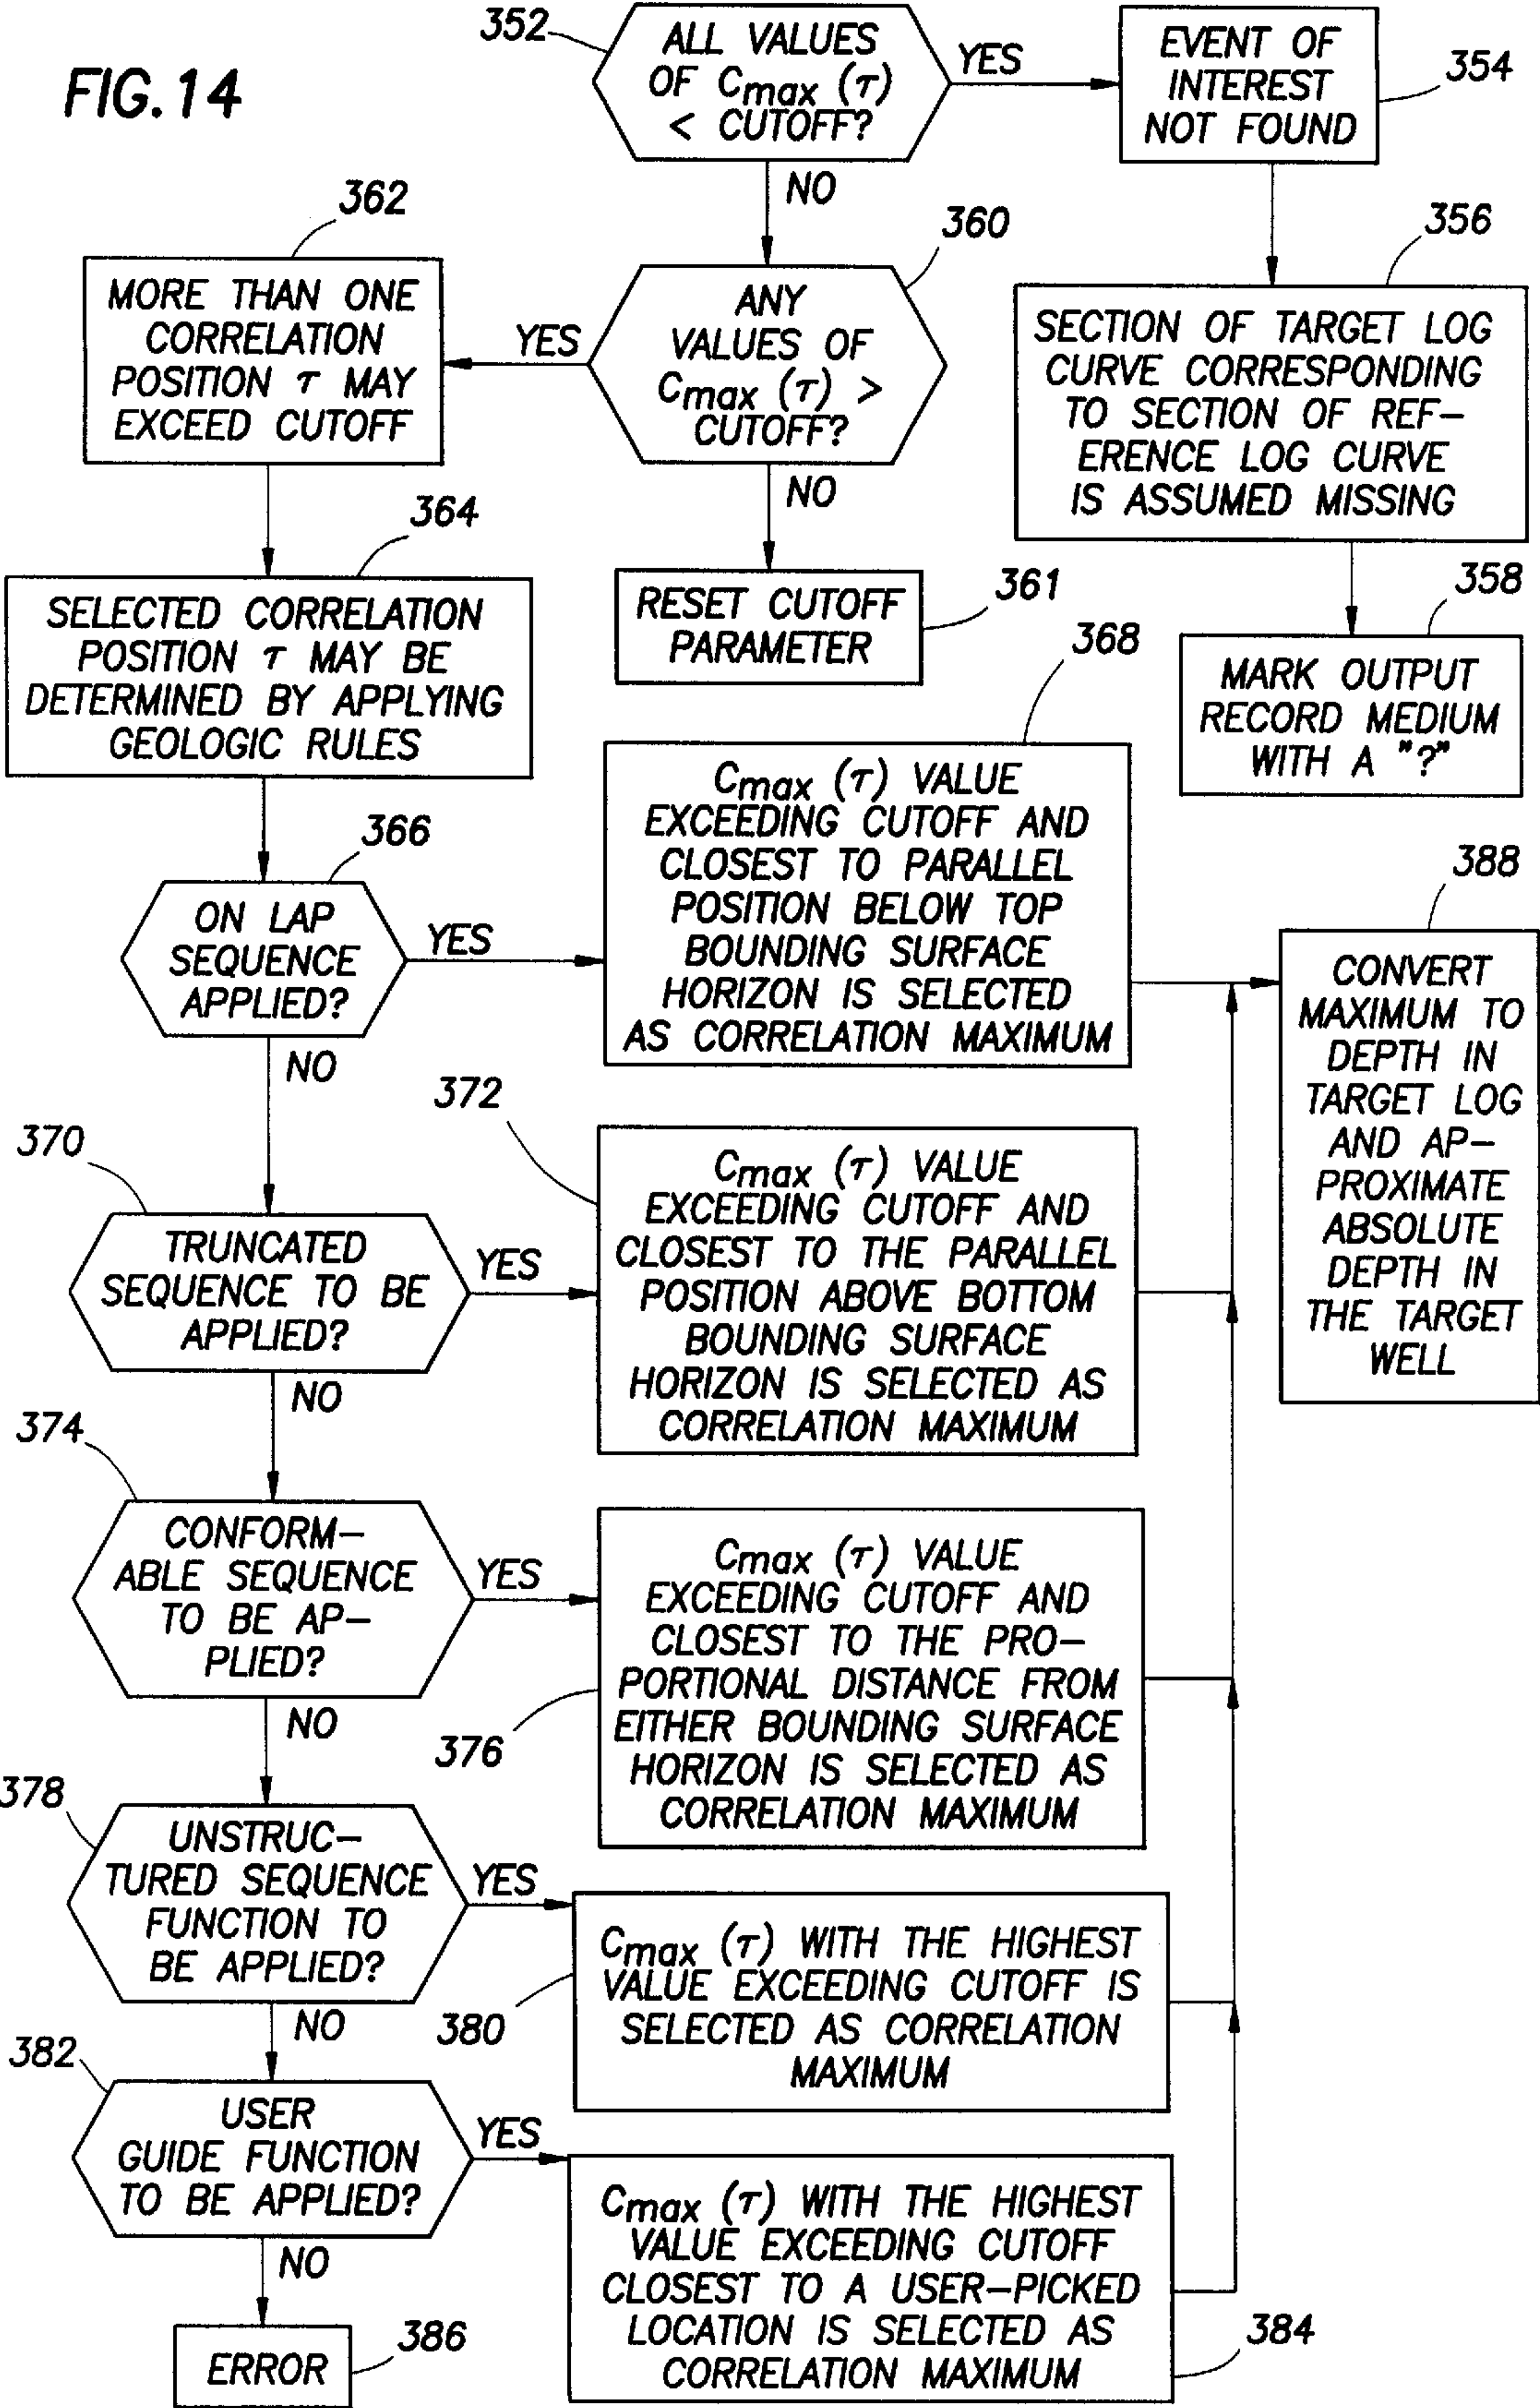 FIG.14
352
ALL VALUES
OF Cmax (τ)
< CUTOFF?
YES
EVENT OF
INTEREST
NOT FOUND
354
NO
362
360
356
MORE THAN ONE
CORRELATION
POSITION τ MAY
EXCEED CUTOFF
YES
ANY
VALUES OF
Cmax (τ) >
CUTOFF?
SECTION OF TARGET LOG
CURVE CORRESPONDING
TO SECTION OF REF-
ERENCE LOG CURVE
IS ASSUMED MISSING
NO
364
361
358
SELECTED CORRELATION
POSITION τ MAY BE
DETERMINED BY APPLYING
GEOLOGIC RULES
RESET CUTOFF
PARAMETER
MARK OUTPUT
RECORD MEDIUM
WITH A "?"
368
366
ON LAP
SEQUENCE
APPLIED?
YES
Cmax (τ) VALUE
EXCEEDING CUTOFF AND
CLOSEST TO PARALLEL
POSITION BELOW TOP
BOUNDING SURFACE
HORIZON IS SELECTED
AS CORRELATION MAXIMUM
388
CONVERT
MAXIMUM TO
DEPTH IN
TARGET LOG
AND AP-
PROXIMATE
ABSOLUTE
DEPTH IN
THE TARGET
WELL
NO
372
370
TRUNCATED
SEQUENCE TO BE
APPLIED?
YES
Cmax (τ) VALUE
EXCEEDING CUTOFF AND
CLOSEST TO THE PARALLEL
POSITION ABOVE BOTTOM
BOUNDING SURFACE
HORIZON IS SELECTED AS
CORRELATION MAXIMUM
NO
374
CONFORM-
ABLE SEQUENCE
TO BE AP-
PLIED?
YES
Cmax (τ) VALUE
EXCEEDING CUTOFF AND
CLOSEST TO THE PRO-
PORTIONAL DISTANCE FROM
EITHER BOUNDING SURFACE
HORIZON IS SELECTED AS
CORRELATION MAXIMUM
376
NO
378
UNSTRUC-
TURED SEQUENCE
FUNCTION TO
BE APPLIED?
YES
Cmax (τ) WITH THE HIGHEST
VALUE EXCEEDING CUTOFF IS
SELECTED AS CORRELATION
MAXIMUM
380
NO
382
USER
GUIDE FUNCTION
TO BE APPLIED?
YES
Cmax (τ) WITH THE HIGHEST
VALUE EXCEEDING CUTOFF
CLOSEST TO A USER-PICKED
LOCATION IS SELECTED AS
CORRELATION MAXIMUM
384
NO
ERROR
386